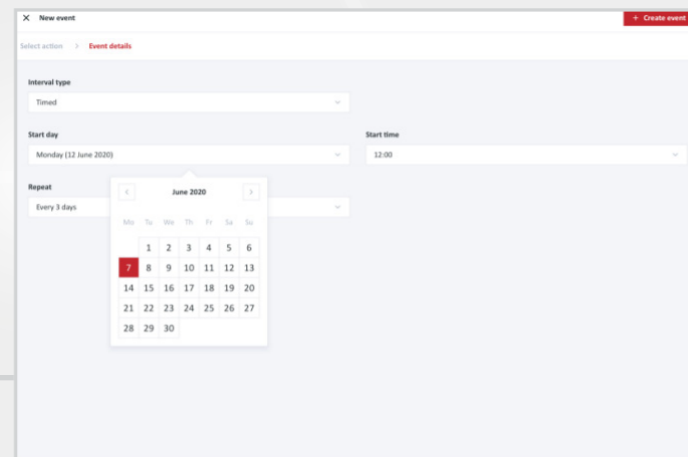 × New event
+ Create event
Select action > Event details
Interval type
Timed
Start day
Start time
Monday (12 June 2020)
12:00
Repeat
Every 3 days
< June 2020 >
Mo Tu We Th Fr Sa Su
1 2 3 4 5 6
7 8 9 10 11 12 13
14 15 16 17 18 19 20
21 22 23 24 25 26 27
28 29 30